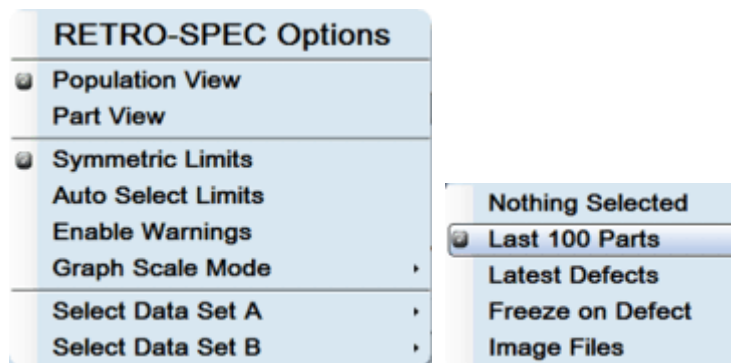 RETRO-SPEC Options
Population View
Part View
Symmetric Limits
Auto Select Limits
Enable Warnings
Graph Scale Mode
Select Data Set A
Select Data Set B
Nothing Selected
Last 100 Parts
Latest Defects
Freeze on Defect
Image Files